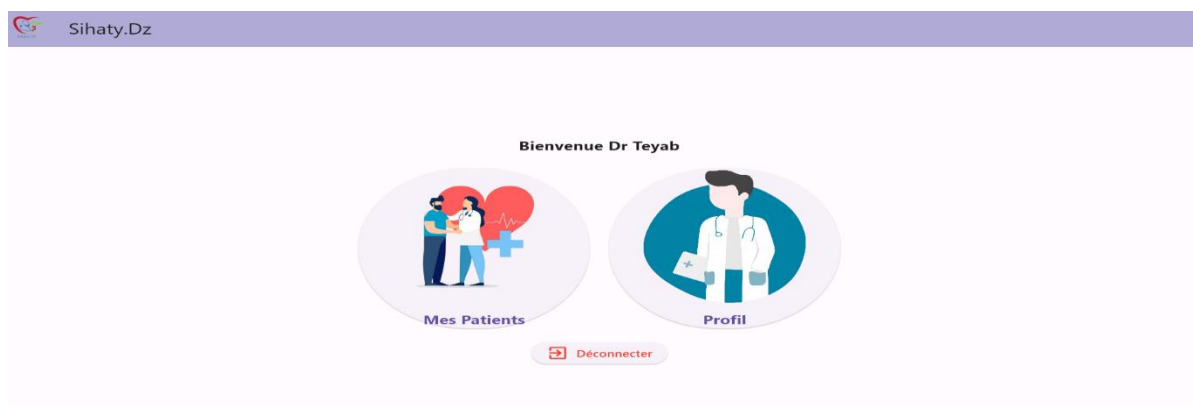 Sihaty.Dz
Bienvenue Dr Teyab
Mes Patients
Profil
Déconnecter